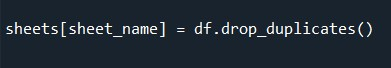 sheets[sheet_name] = df.drop_duplicates()